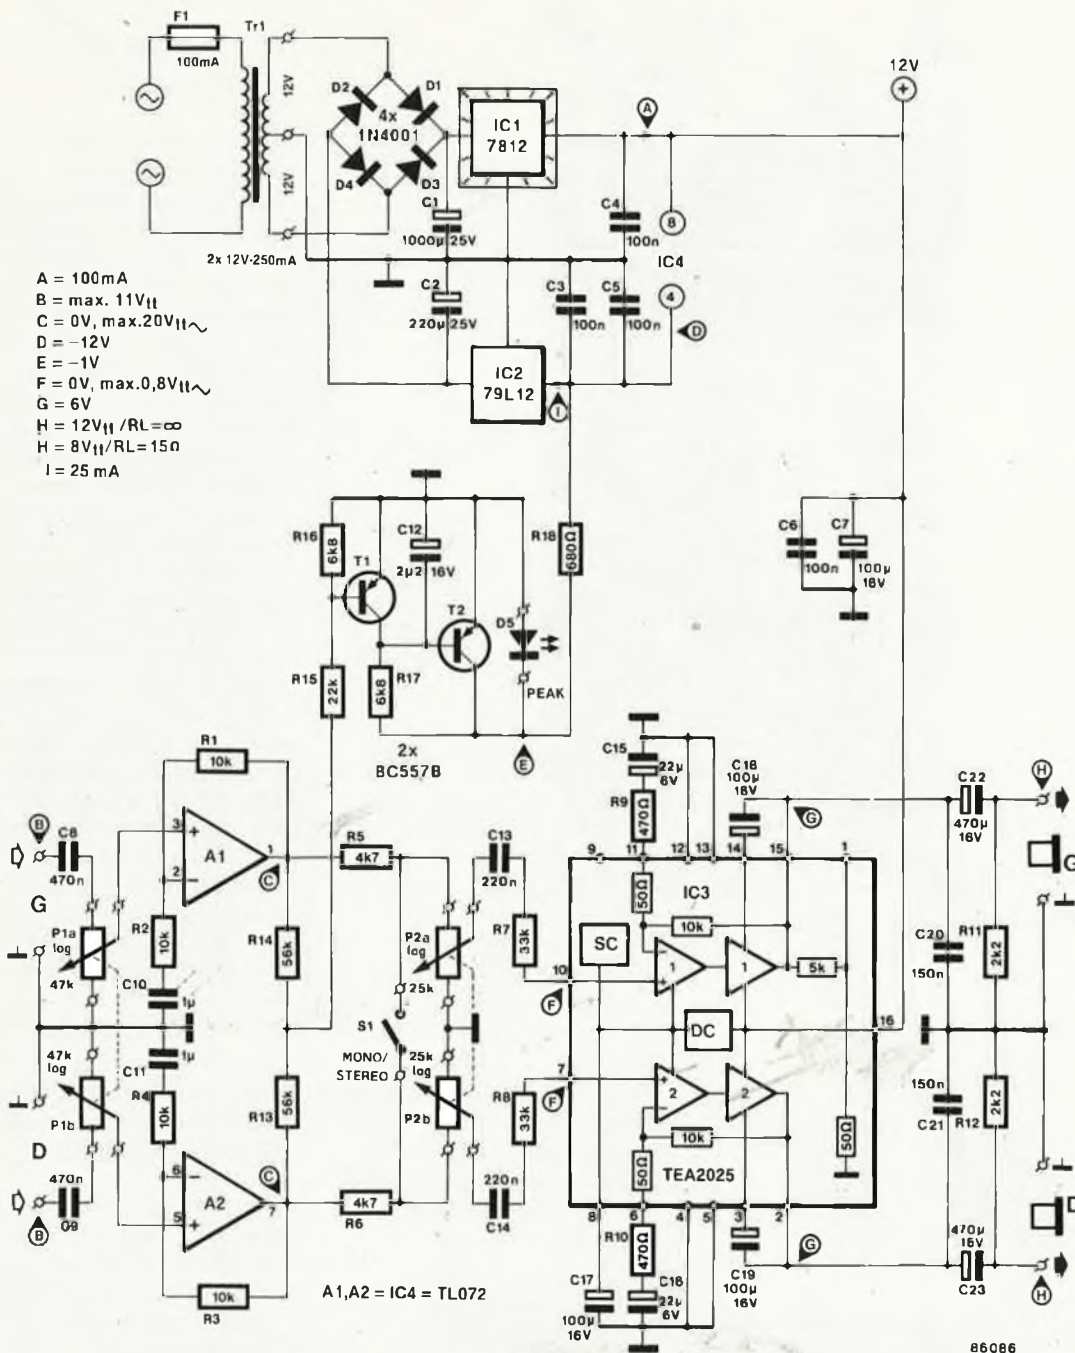 F1
100mA
Tr1
12V
12V
2x 12V-250mA
D2
D1
4x
1N4001
D4
D3
IC1
7812
A
12V
+
C1
1000µ 25V
C4
100n
8
IC4
C2
220µ 25V
C3
100n
C5
100n
4
D
IC2
79L12
I
A = 100mA
B = max. 11Vtt
C = 0V, max.20Vtt~
D = -12V
E = -1V
F = 0V, max.0,8Vtt~
G = 6V
H = 12Vtt /RL=∞
H = 8Vtt/RL=15Ω
I = 25 mA
R16
6k8
T1
C12
2µ2 16V
T2
R18
680Ω
D5
PEAK
R15
22k
R17
6k8
2x
BC557B
E
C6
100n
C7
100µ
16V
R1
10k
B
C8
470n
G
P1a
log
47k
3
+
2
-
A1
1
C
R2
10k
C10
1µ
R14
56k
R5
4k7
P2a
log
25k
S1
MONO/
STEREO
25k
log
P2b
C13
220n
R7
33k
47k
log
P1b
C11
1µ
R4
10k
R13
56k
D
470n
09
B
6
-
5
+
A2
7
C
R6
4k7
R3
10k
R8
33k
220n
C14
A1,A2 = IC4 = TL072
C15
22µ
6V
R9
470Ω
C18
100µ
16V
G
9
11
12
13
14
15
1
50Ω
IC3
10k
SC
-
+
1
1
5k
10
F
DC
16
7
F
+
-
2
2
10k
50Ω
TEA2025
50Ω
8
6
4
5
3
2
R10
470Ω
C17
100µ
16V
C16
22µ
6V
C19
100µ
16V
G
C22
470µ
16V
H
G
C20
150n
R11
2k2
150n
C21
R12
2k2
D
470µ
16V
C23
H
86086